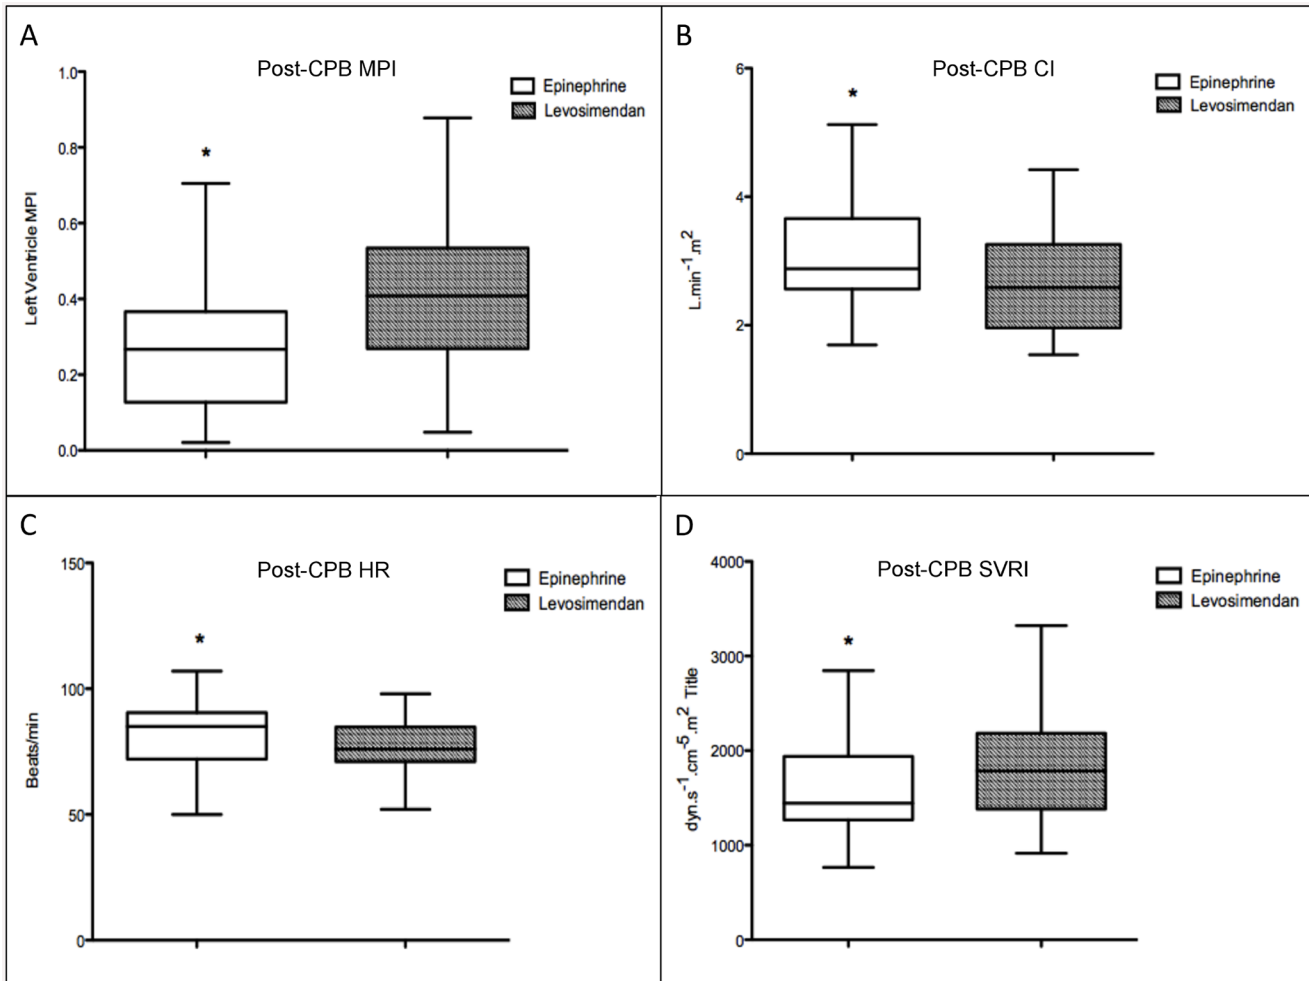 A
Post-CPB MPI
Epinephrine
Levosimendan
*
1.0
0.8
0.6
0.4
0.2
0.0
Left Ventricle MPI
B
Post-CPB CI
Epinephrine
Levosimendan
*
6
4
2
0
L.min⁻¹.m²
C
Post-CPB HR
Epinephrine
Levosimendan
*
150
100
50
0
Beats/min
D
Post-CPB SVRI
Epinephrine
Levosimendan
*
4000
3000
2000
1000
0
dyn.s⁻¹.cm⁻⁵.m² Title